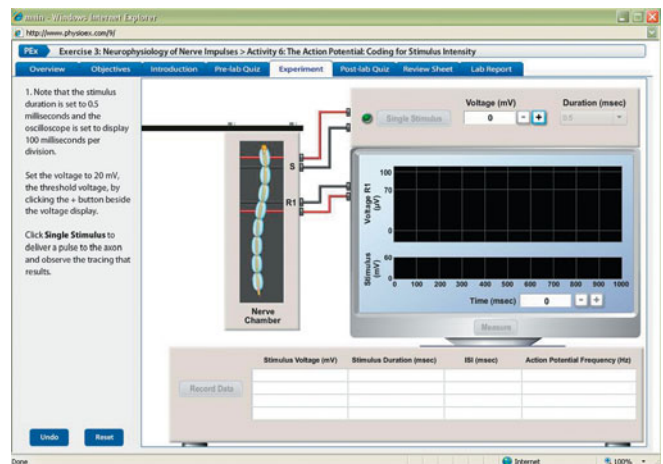 main - Windows Internet Explorer
http://www.physioex.com/9/
PEx Exercise 3: Neurophysiology of Nerve Impulses > Activity 6: The Action Potential: Coding for Stimulus Intensity
Overview Objectives Introduction Pre-lab Quiz Experiment Post-lab Quiz Review Sheet Lab Report
1. Note that the stimulus
duration is set to 0.5
milliseconds and the
oscilloscope is set to display
100 milliseconds per
division.
Set the voltage to 20 mV,
the threshold voltage, by
clicking the + button beside
the voltage display.
Click Single Stimulus to
deliver a pulse to the axon
and observe the tracing that
results.
Undo Reset
S
R1
Nerve
Chamber
Single Stimulus
Voltage (mV)
0 - +
Duration (msec)
0.5
Voltage R1
(µV)
100
70
0
Stimulus
(mV)
60
0
0 100 200 300 400 500 600 700 800 900 1000
Time (msec) 0 - +
Measure
Stimulus Voltage (mV) Stimulus Duration (msec) ISI (msec) Action Potential Frequency (Hz)
Record Data
Done Internet 100%